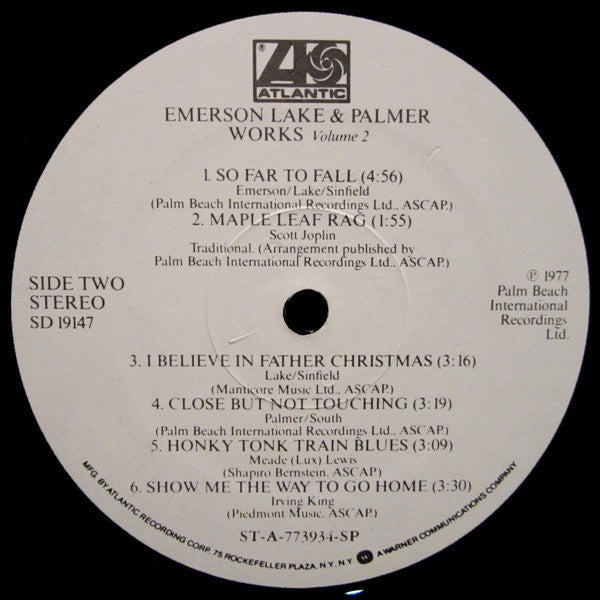 ®
ATLANTIC
EMERSON LAKE & PALMER
WORKS Volume 2
1. SO FAR TO FALL (4:56)
Emerson/Lake/Sinfield
(Palm Beach International Recordings Ltd., ASCAP.)
2. MAPLE LEAF RAG (1:55)
Scott Joplin
Traditional. (Arrangement published by
Palm Beach International Recordings Ltd., ASCAP.)
SIDE TWO
STEREO
SD 19147
℗ 1977
Palm Beach
International
Recordings
Ltd.
3. I BELIEVE IN FATHER CHRISTMAS (3:16)
Lake/Sinfield
(Manticore Music Ltd., ASCAP.)
4. CLOSE BUT NOT TOUCHING (3:19)
Palmer/South
(Palm Beach International Recordings Ltd., ASCAP.)
5. HONKY TONK TRAIN BLUES (3:09)
Meade (Lux) Lewis
(Shapiro Bernstein, ASCAP.)
6. SHOW ME THE WAY TO GO HOME (3:30)
Irving King
(Piedmont Music, ASCAP.)
ST-A-773934-SP
MFG. BY ATLANTIC RECORDING CORP. 75 ROCKEFELLER PLAZA, N.Y. N.Y. A WARNER COMMUNICATIONS COMPANY